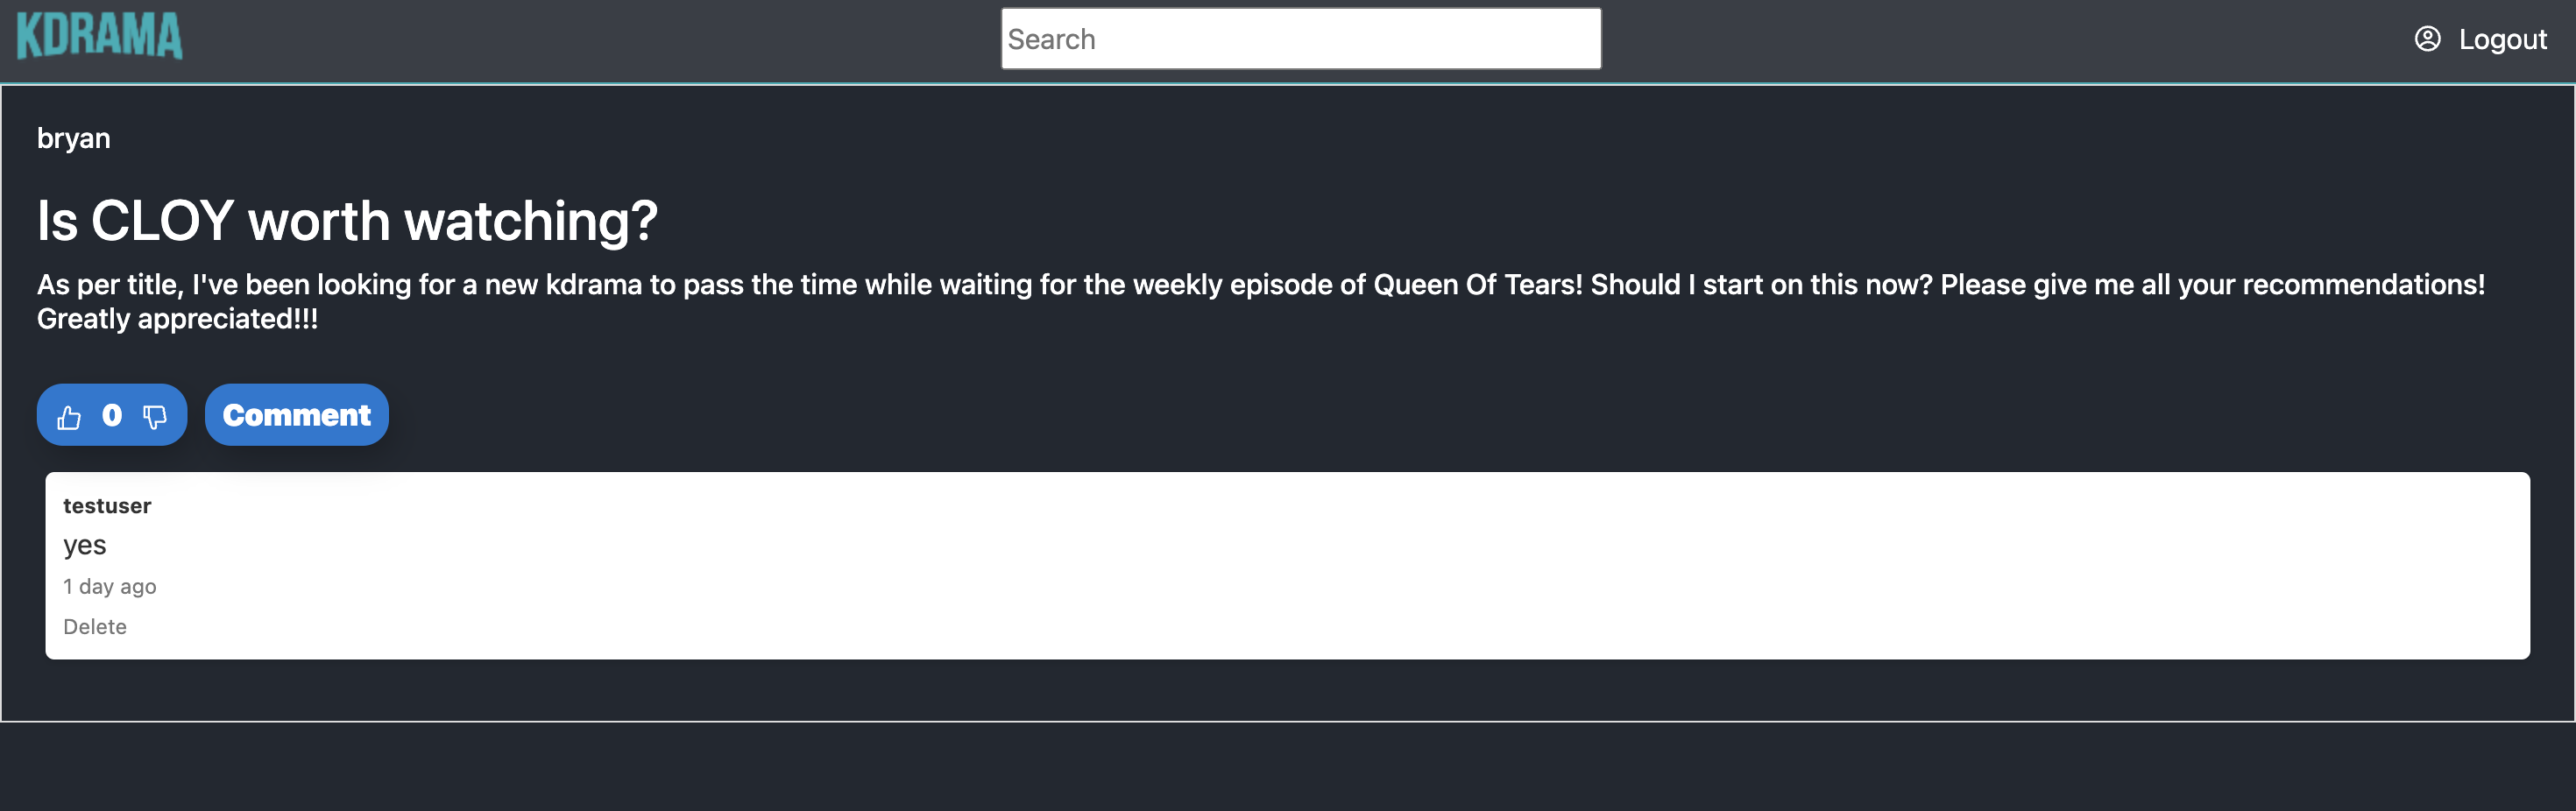 KDRAMA
Search
Logout
bryan
Is CLOY worth watching?
As per title, I've been looking for a new kdrama to pass the time while waiting for the weekly episode of Queen Of Tears! Should I start on this now? Please give me all your recommendations!
Greatly appreciated!!!
0
Comment
testuser
yes
1 day ago
Delete